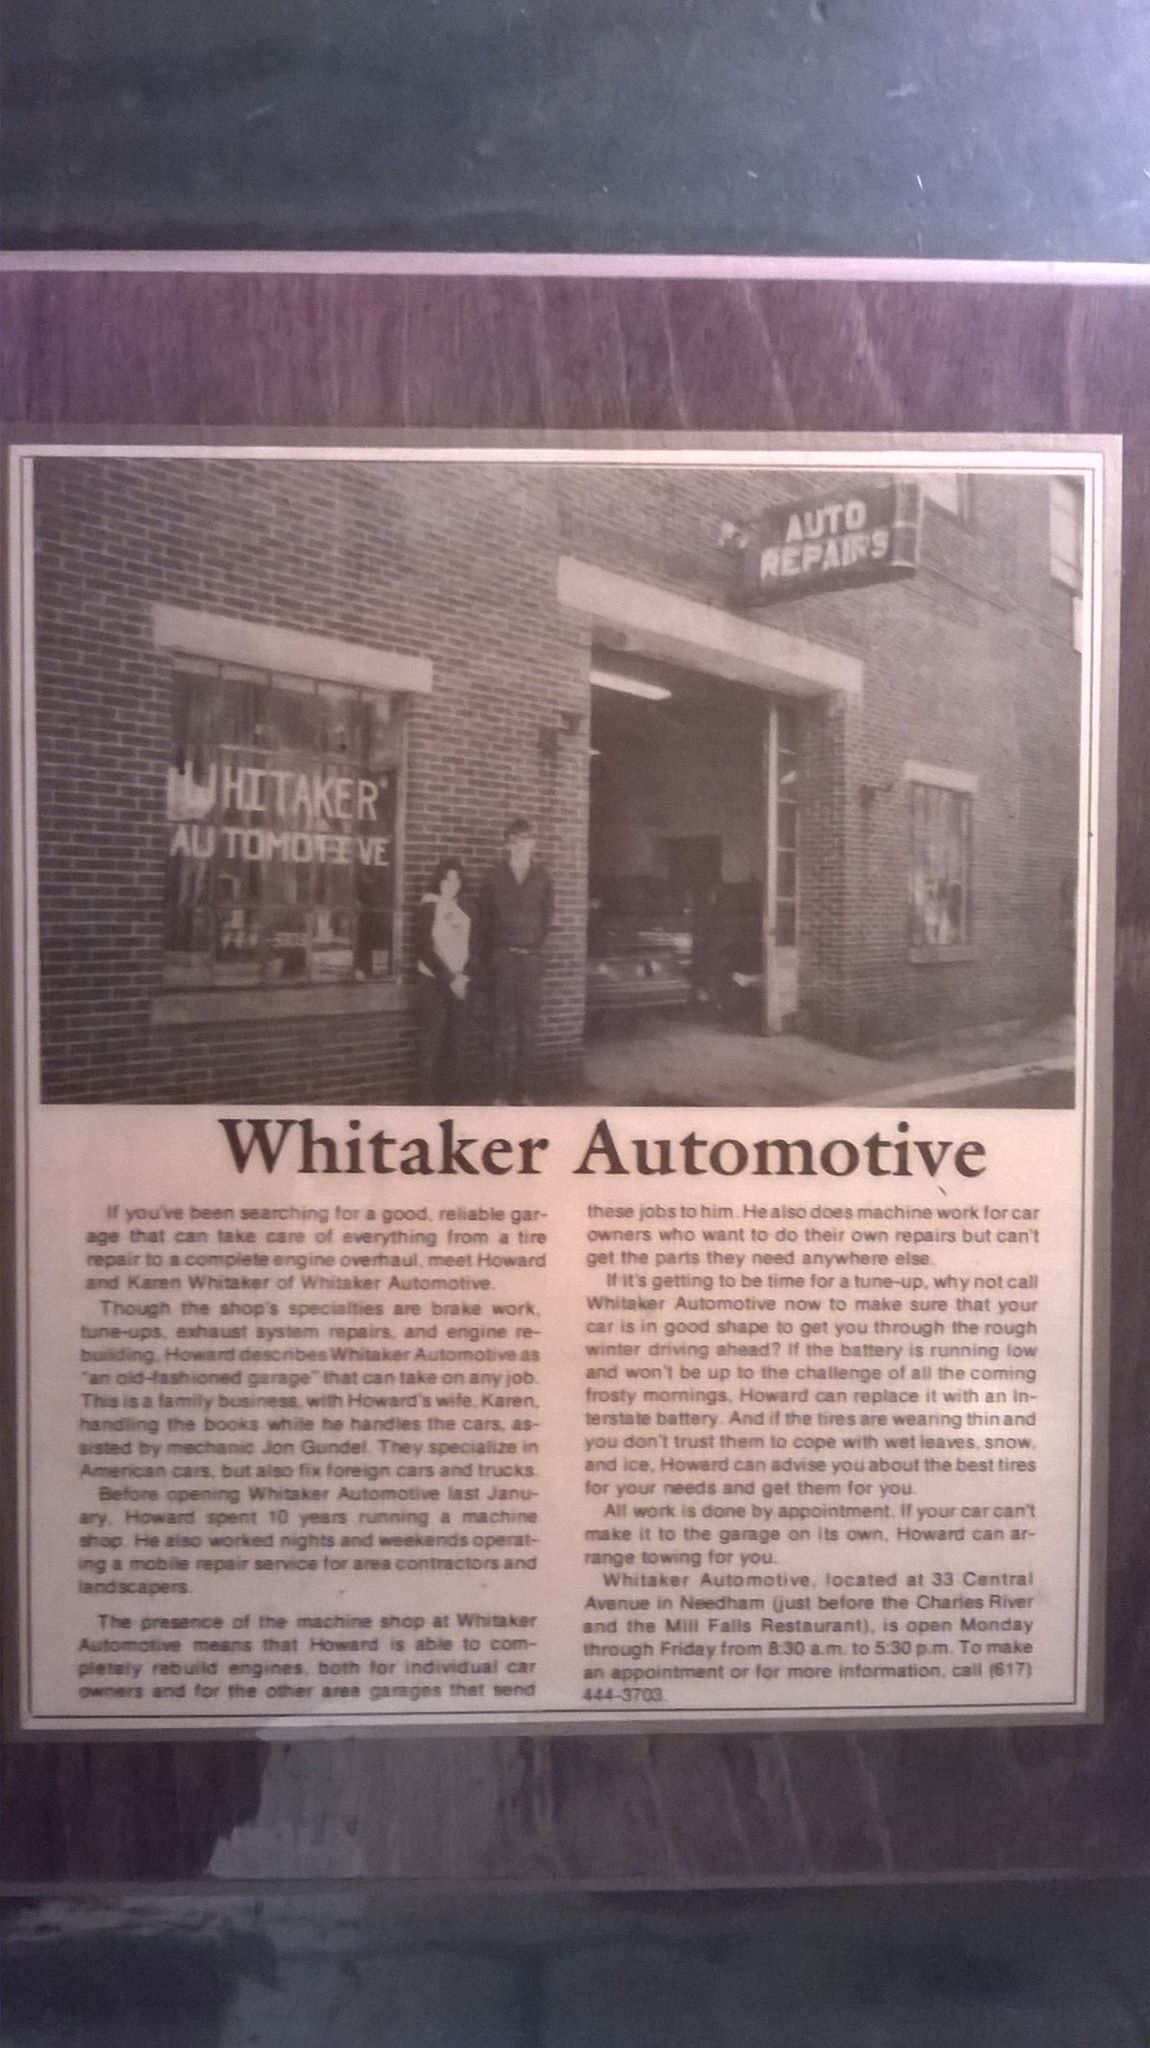 AUTO
REPAIRS
WHITAKER
AUTOMOTIVE
444-3703
Whitaker Automotive
If you've been searching for a good, reliable gar-
age that can take care of everything from a tire
repair to a complete engine overhaul, meet Howard
and Karen Whitaker of Whitaker Automotive.
Though the shop's specialties are brake work,
tune-ups, exhaust system repairs, and engine re-
building, Howard describes Whitaker Automotive as
"an old-fashioned garage" that can take on any job.
This is a family business, with Howard's wife, Karen,
handling the books while he handles the cars, as-
sisted by mechanic Jon Gundel. They specialize in
American cars, but also fix foreign cars and trucks.
Before opening Whitaker Automotive last Janu-
ary, Howard spent 10 years running a machine
shop. He also worked nights and weekends operat-
ing a mobile repair service for area contractors and
landscapers.
The presence of the machine shop at Whitaker
Automotive means that Howard is able to com-
pletely rebuild engines, both for individual car
owners and for the other area garages that send
these jobs to him. He also does machine work for car
owners who want to do their own repairs but can't
get the parts they need anywhere else.
If it's getting to be time for a tune-up, why not call
Whitaker Automotive now to make sure that your
car is in good shape to get you through the rough
winter driving ahead? If the battery is running low
and won't be up to the challenge of all the coming
frosty mornings, Howard can replace it with an In-
terstate battery. And if the tires are wearing thin and
you don't trust them to cope with wet leaves, snow,
and ice, Howard can advise you about the best tires
for your needs and get them for you.
All work is done by appointment. If your car can't
make it to the garage on its own, Howard can ar-
range towing for you.
Whitaker Automotive, located at 33 Central
Avenue in Needham (just before the Charles River
and the Mill Falls Restaurant), is open Monday
through Friday from 8:30 a.m. to 5:30 p.m. To make
an appointment or for more information, call (617)
444-3703.